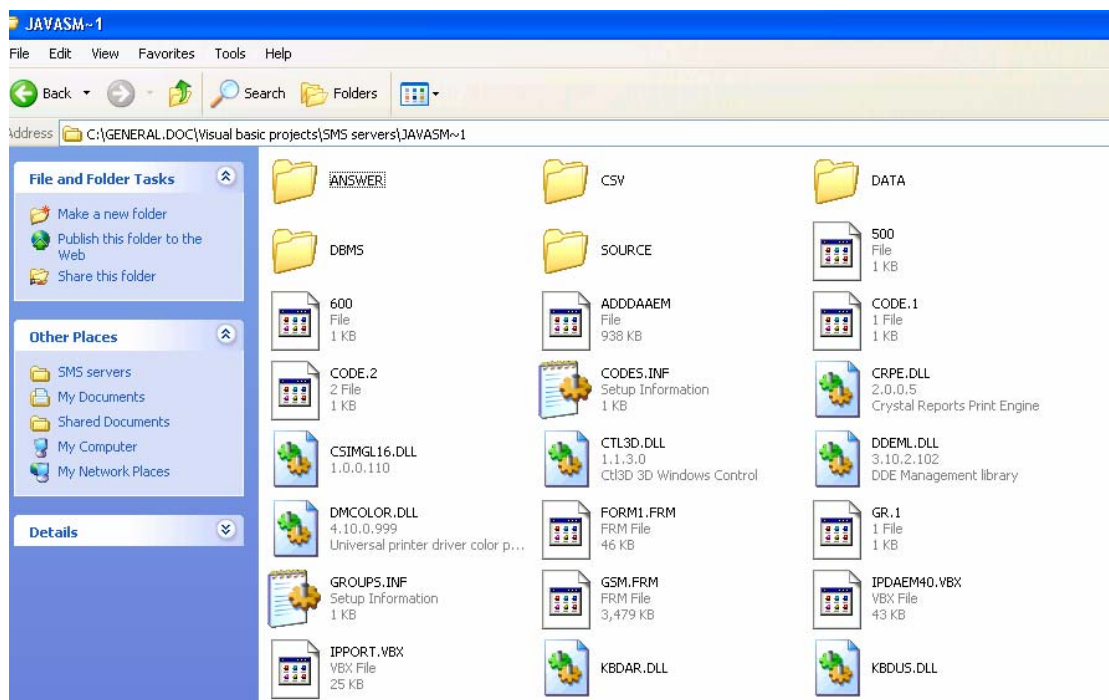 JAVASM~1
File Edit View Favorites Tools Help
Back Search Folders
Address C:\GENERAL.DOC\Visual basic projects\SMS servers\JAVASM~1
File and Folder Tasks
Make a new folder
Publish this folder to the
Web
Share this folder
Other Places
SMS servers
My Documents
Shared Documents
My Computer
My Network Places
Details
ANSWER
CSV
DATA
DBMS
SOURCE
500
File
1 KB
600
File
1 KB
ADDDAAEM
File
938 KB
CODE.1
1 File
1 KB
CODE.2
2 File
1 KB
CODES.INF
Setup Information
1 KB
CRPE.DLL
2.0.0.5
Crystal Reports Print Engine
CSIMGL16.DLL
1.0.0.110
CTL3D.DLL
1.1.3.0
Ctl3D 3D Windows Control
DDEML.DLL
3.10.2.102
DDE Management library
DMCOLOR.DLL
4.10.0.999
Universal printer driver color p...
FORM1.FRM
FRM File
46 KB
GR.1
1 File
1 KB
GROUPS.INF
Setup Information
1 KB
GSM.FRM
FRM File
3,479 KB
IPDAEM40.VBX
VBX File
43 KB
IPPORT.VBX
VBX File
25 KB
KBDAR.DLL
KBDUS.DLL